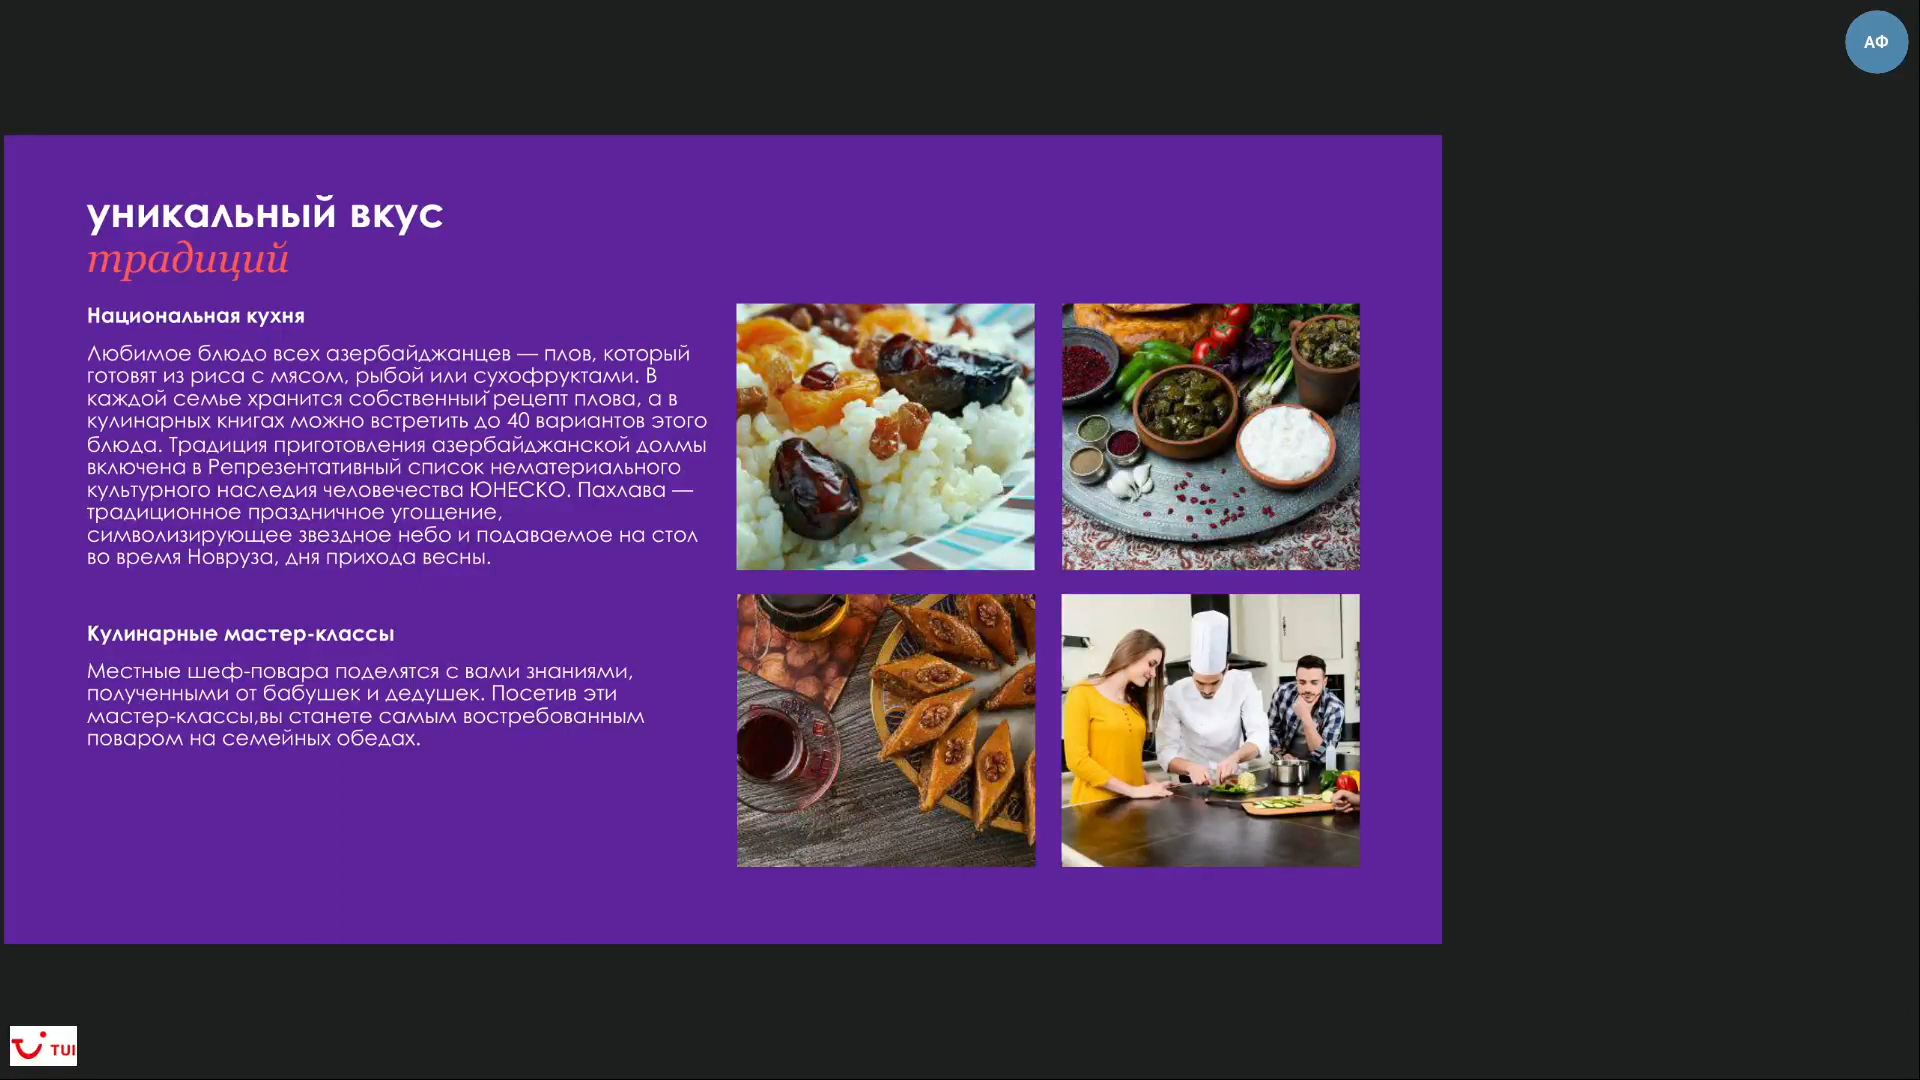 АФ
уникальный вкус
традиций
Национальная кухня
Любимое блюдо всех азербайджанцев — плов, который
готовят из риса с мясом, рыбой или сухофруктами. В
каждой семье хранится собственный рецепт плова, а в
кулинарных книгах можно встретить до 40 вариантов этого
блюда. Традиция приготовления азербайджанской долмы
включена в Репрезентативный список нематериального
культурного наследия человечества ЮНЕСКО. Пахлава —
традиционное праздничное угощение,
символизирующее звездное небо и подаваемое на стол
во время Новруза, дня прихода весны.
Кулинарные мастер-классы
Местные шеф-повара поделятся с вами знаниями,
полученными от бабушек и дедушек. Посетив эти
мастер-классы,вы станете самым востребованным
поваром на семейных обедах.
TUI